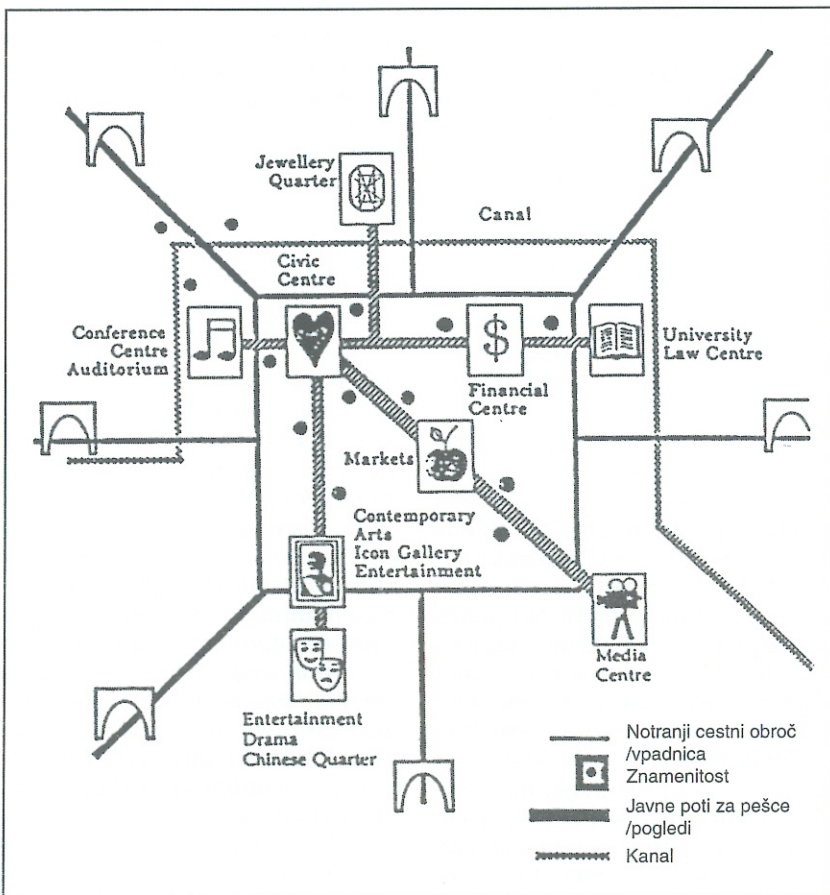 Jewellery
Quarter
Canal
Civic
Centre
Conference
Centre
Auditorium
$
Financial
Centre
University
Law Centre
Markets
Contemporary
Arts
Icon Gallery
Entertainment
Media
Centre
Entertainment
Drama
Chinese Quarter
Notranji cestni obroč
/vpadnica
Znamenitost
Javne poti za pešce
/pogledi
Kanal